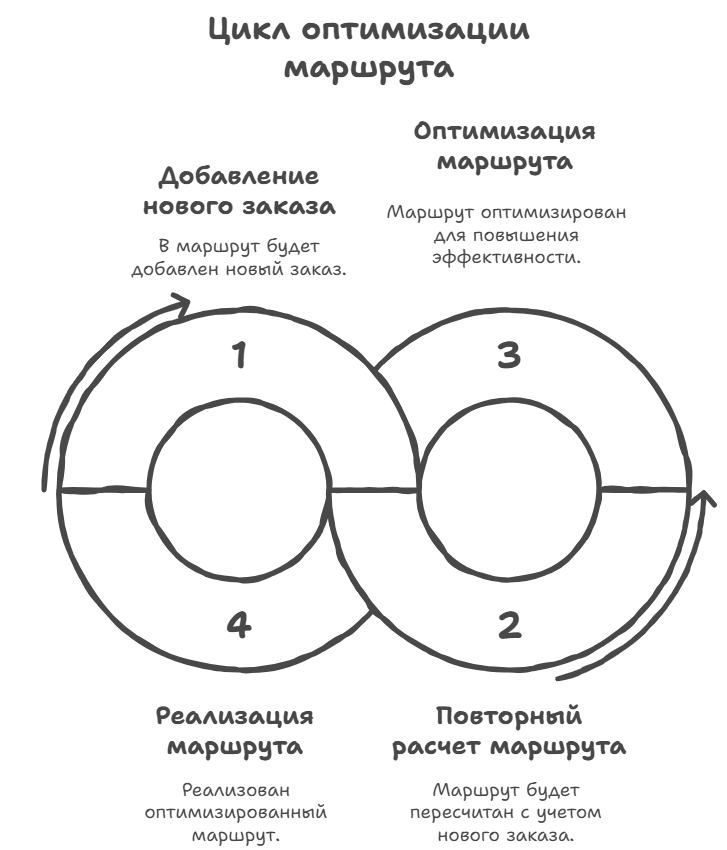 Цикл оптимизации
маршрута
Добавление
нового заказа
В маршрут будет
добавлен новый заказ.
Оптимизация
маршрута
Маршрут оптимизирован
для повышения
эффективности.
1
3
4
2
Реализация
маршрута
Реализован
оптимизированный
маршрут.
Повторный
расчет маршрута
Маршрут будет
пересчитан с учетом
нового заказа.